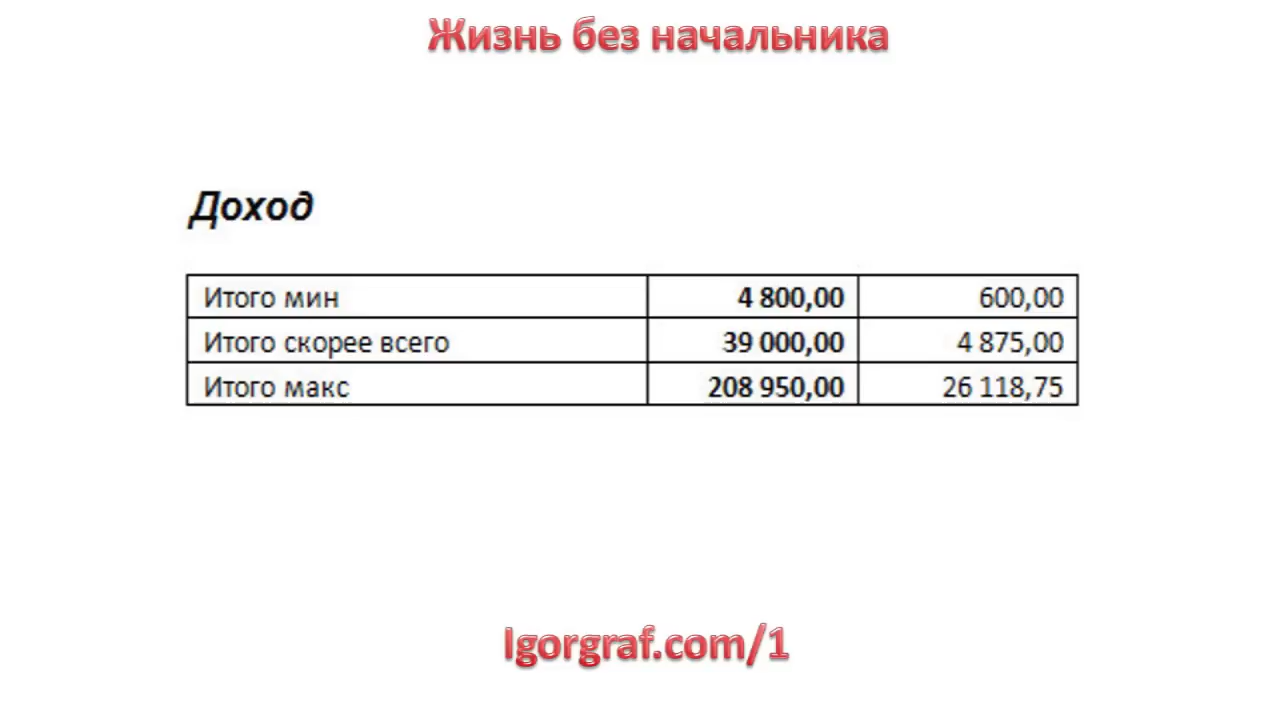 Жизнь без начальника
Доход
Итого мин 4 800,00 600,00
Итого скорее всего 39 000,00 4 875,00
Итого макс 208 950,00 26 118,75
Igorgraf.com/1